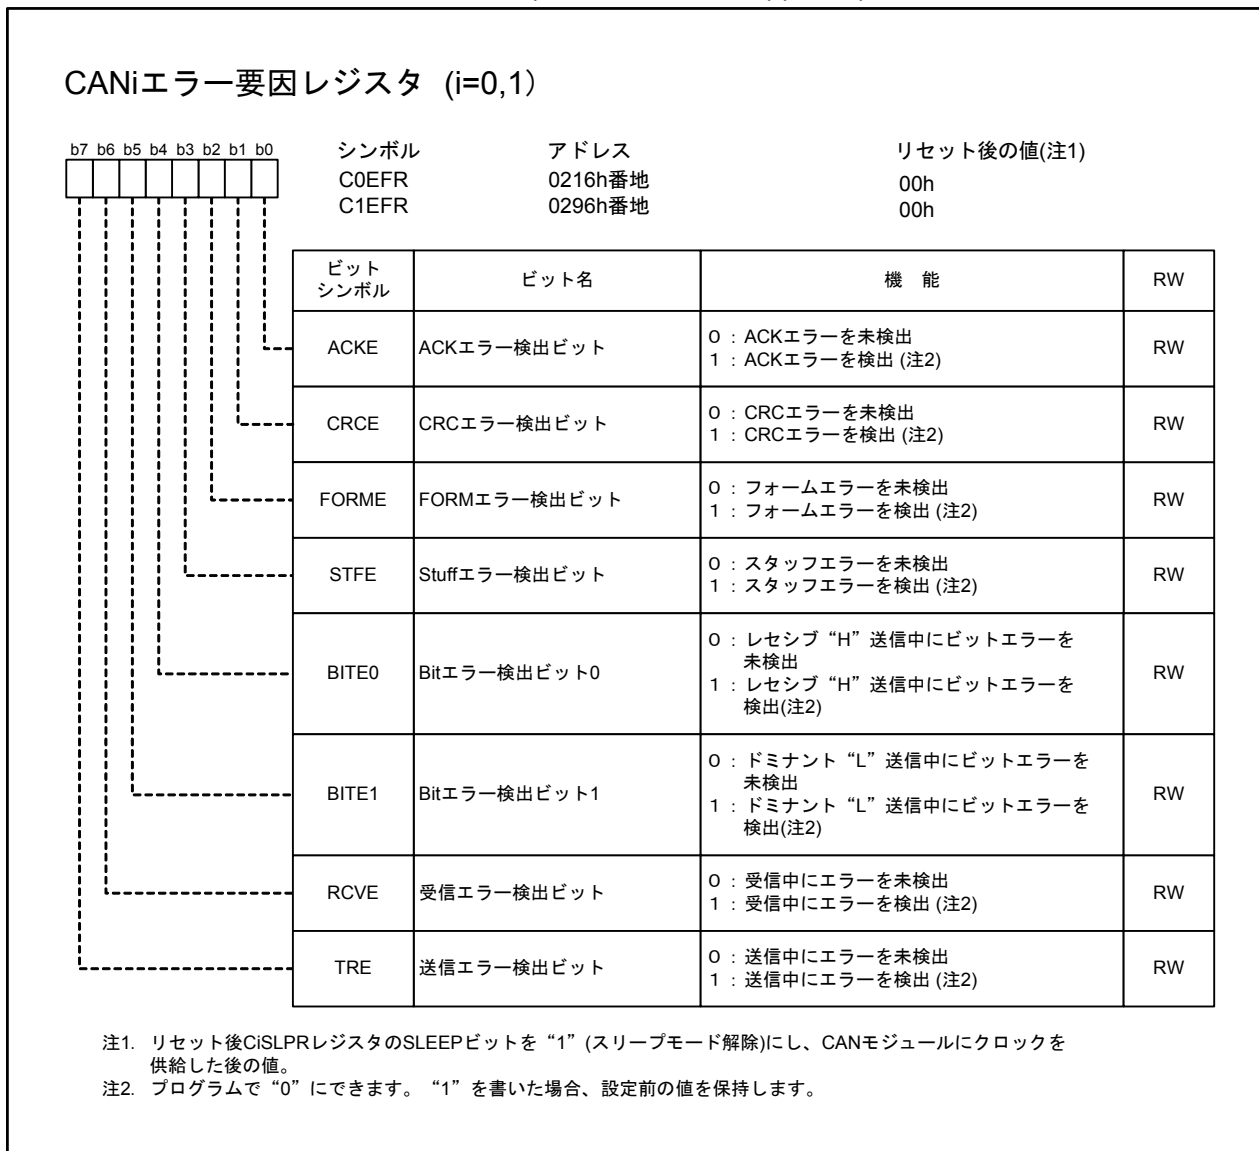 CANiエラー要因レジスタ (i=0,1)
b7 b6 b5 b4 b3 b2 b1 b0
シンボル アドレス リセット後の値(注1)
C0EFR 0216h番地 00h
C1EFR 0296h番地 00h
ビット
シンボル
ビット名
機 能
RW
ACKE
ACKエラー検出ビット
0 : ACKエラーを未検出
1 : ACKエラーを検出 (注2)
RW
CRCE
CRCエラー検出ビット
0 : CRCエラーを未検出
1 : CRCエラーを検出 (注2)
RW
FORME
FORMエラー検出ビット
0 : フォームエラーを未検出
1 : フォームエラーを検出 (注2)
RW
STFE
Stuffエラー検出ビット
0 : スタッフエラーを未検出
1 : スタッフエラーを検出 (注2)
RW
BITE0
Bitエラー検出ビット0
0 : レセシブ“H”送信中にビットエラーを
未検出
1 : レセシブ“H”送信中にビットエラーを
検出(注2)
RW
BITE1
Bitエラー検出ビット1
0 : ドミナント“L”送信中にビットエラーを
未検出
1 : ドミナント“L”送信中にビットエラーを
検出(注2)
RW
RCVE
受信エラー検出ビット
0 : 受信中にエラーを未検出
1 : 受信中にエラーを検出 (注2)
RW
TRE
送信エラー検出ビット
0 : 送信中にエラーを未検出
1 : 送信中にエラーを検出 (注2)
RW
注1. リセット後CiSLPRレジスタのSLEEPビットを“1”(スリープモード解除)にし、CANモジュールにクロックを
供給した後の値。
注2. プログラムで“0”にできます。“1”を書いた場合、設定前の値を保持します。